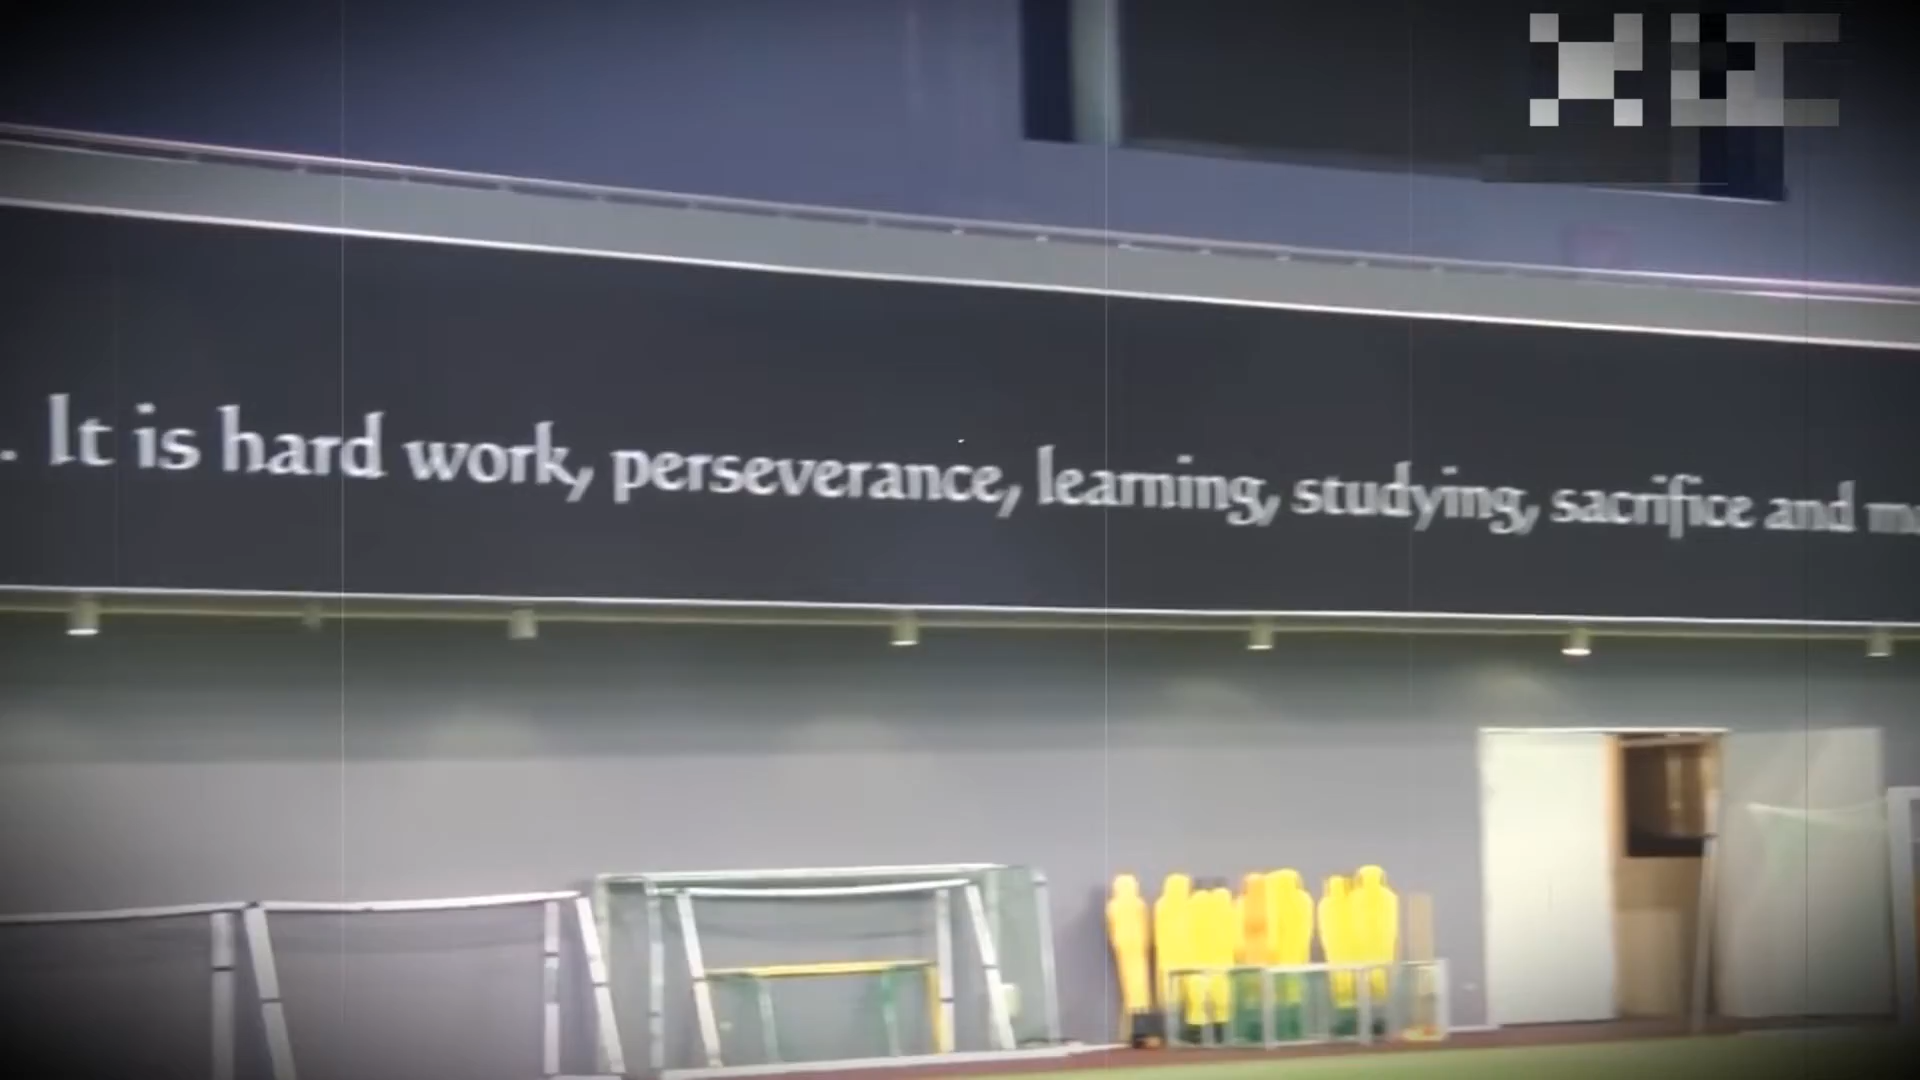 . It is hard work, perseverance, learning, studying, sacrifice and